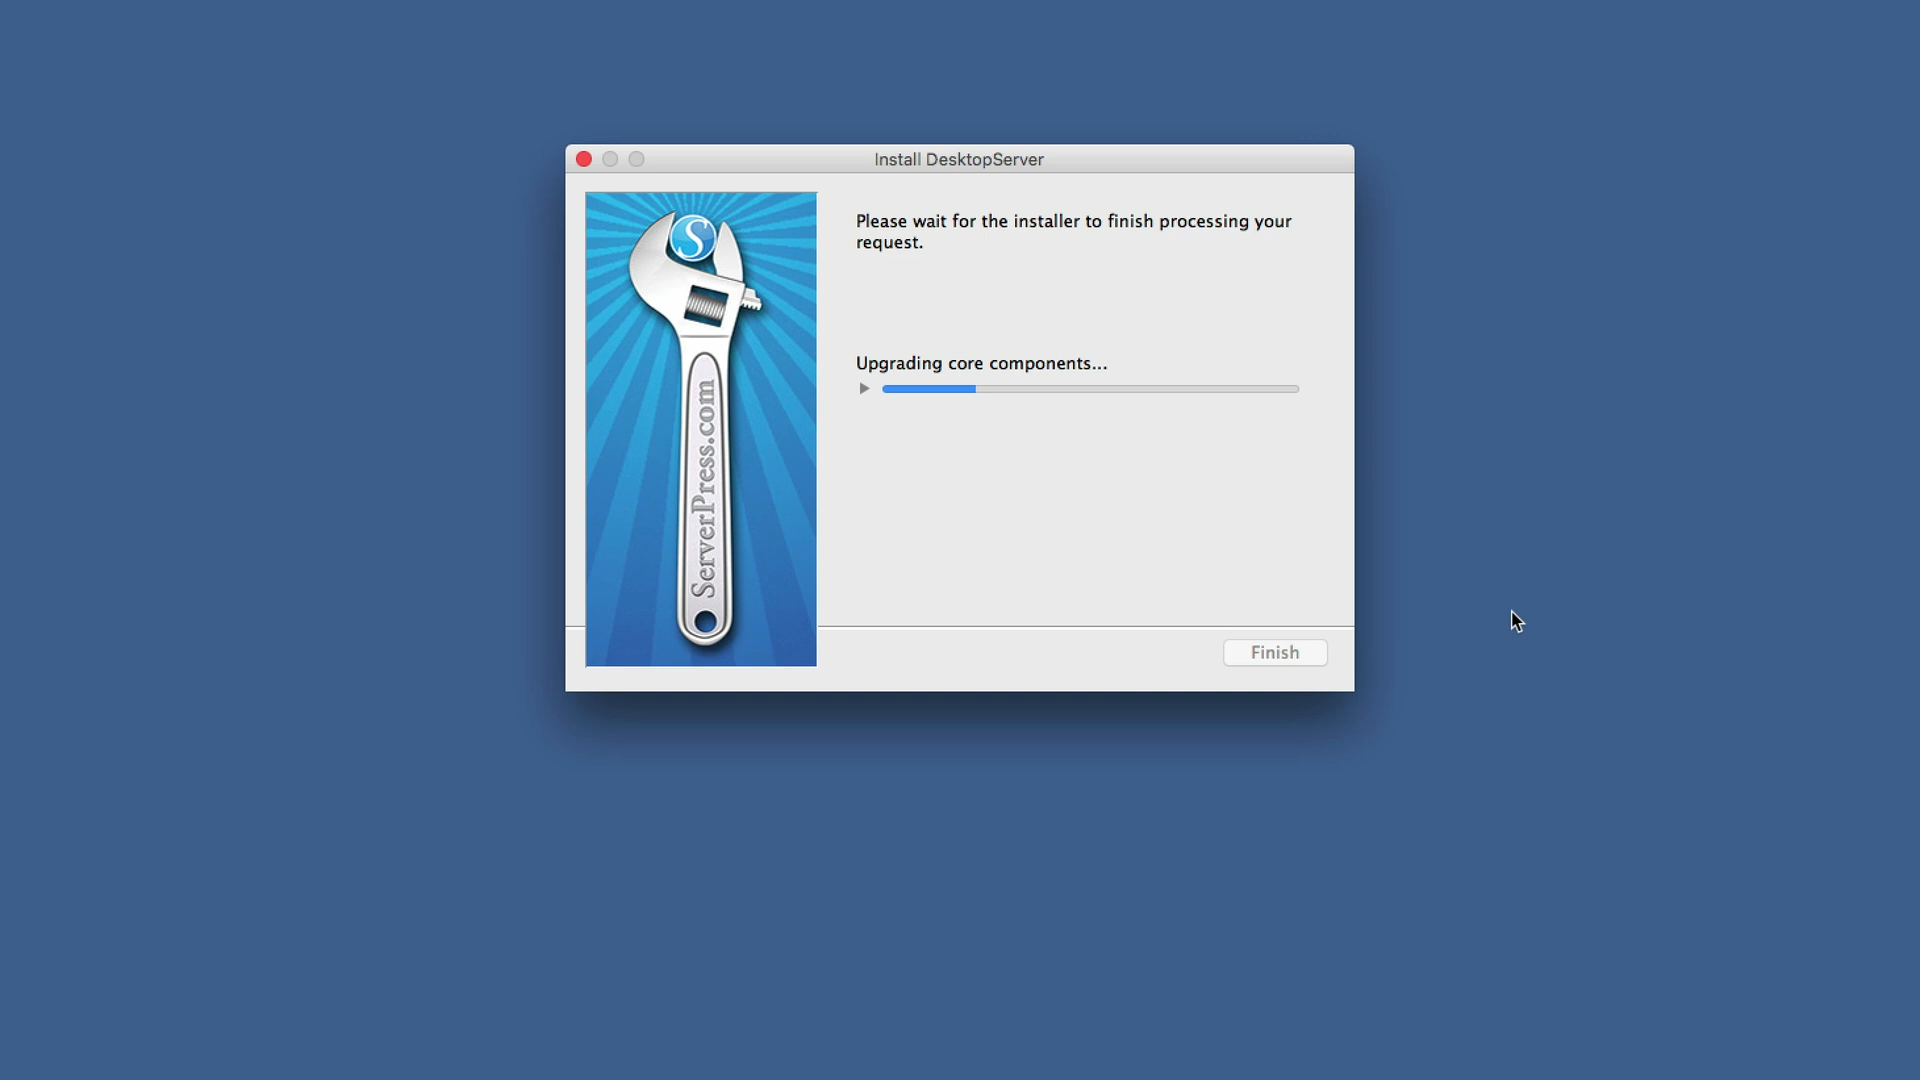 Install DesktopServer
Please wait for the installer to finish processing your
request.
Upgrading core components...
S
ServerPress.com
Finish